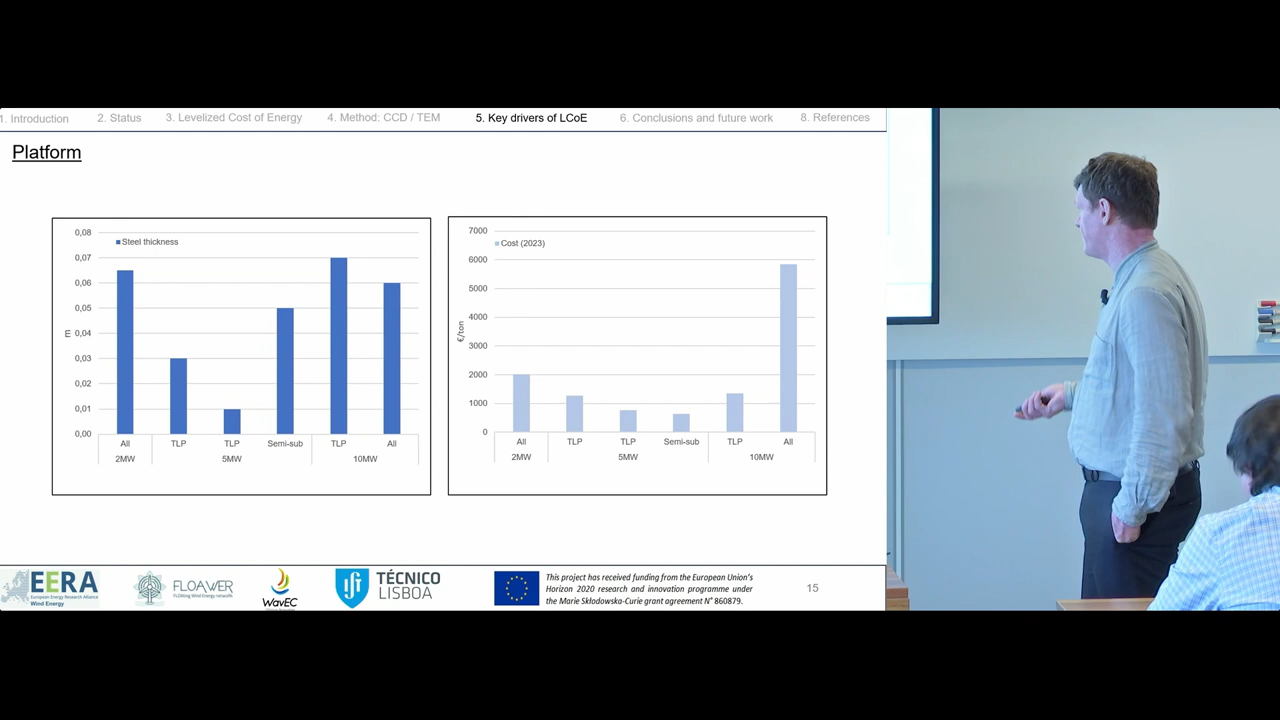 1. Introduction 2. Status 3. Levelized Cost of Energy 4. Method: CCD / TEM 5. Key drivers of LCoE 6. Conclusions and future work 8. References
Platform
0,08
Steel thickness
0,07
0,06
0,05
m
0,04
0,03
0,02
0,01
0,00
All TLP TLP Semi-sub TLP All
2MW 5MW 10MW
7000
Cost (2023)
6000
5000
4000
€/ton
3000
2000
1000
0
All TLP TLP Semi-sub TLP All
2MW 5MW 10MW
EERA
European Energy Research Alliance
Wind Energy
FLOAWER
FLOating Wind Energy netwoRk
WavEC
TÉCNICO
LISBOA
This project has received funding from the European Union's
Horizon 2020 research and innovation programme under
the Marie Skłodowska-Curie grant agreement N° 860879.
15